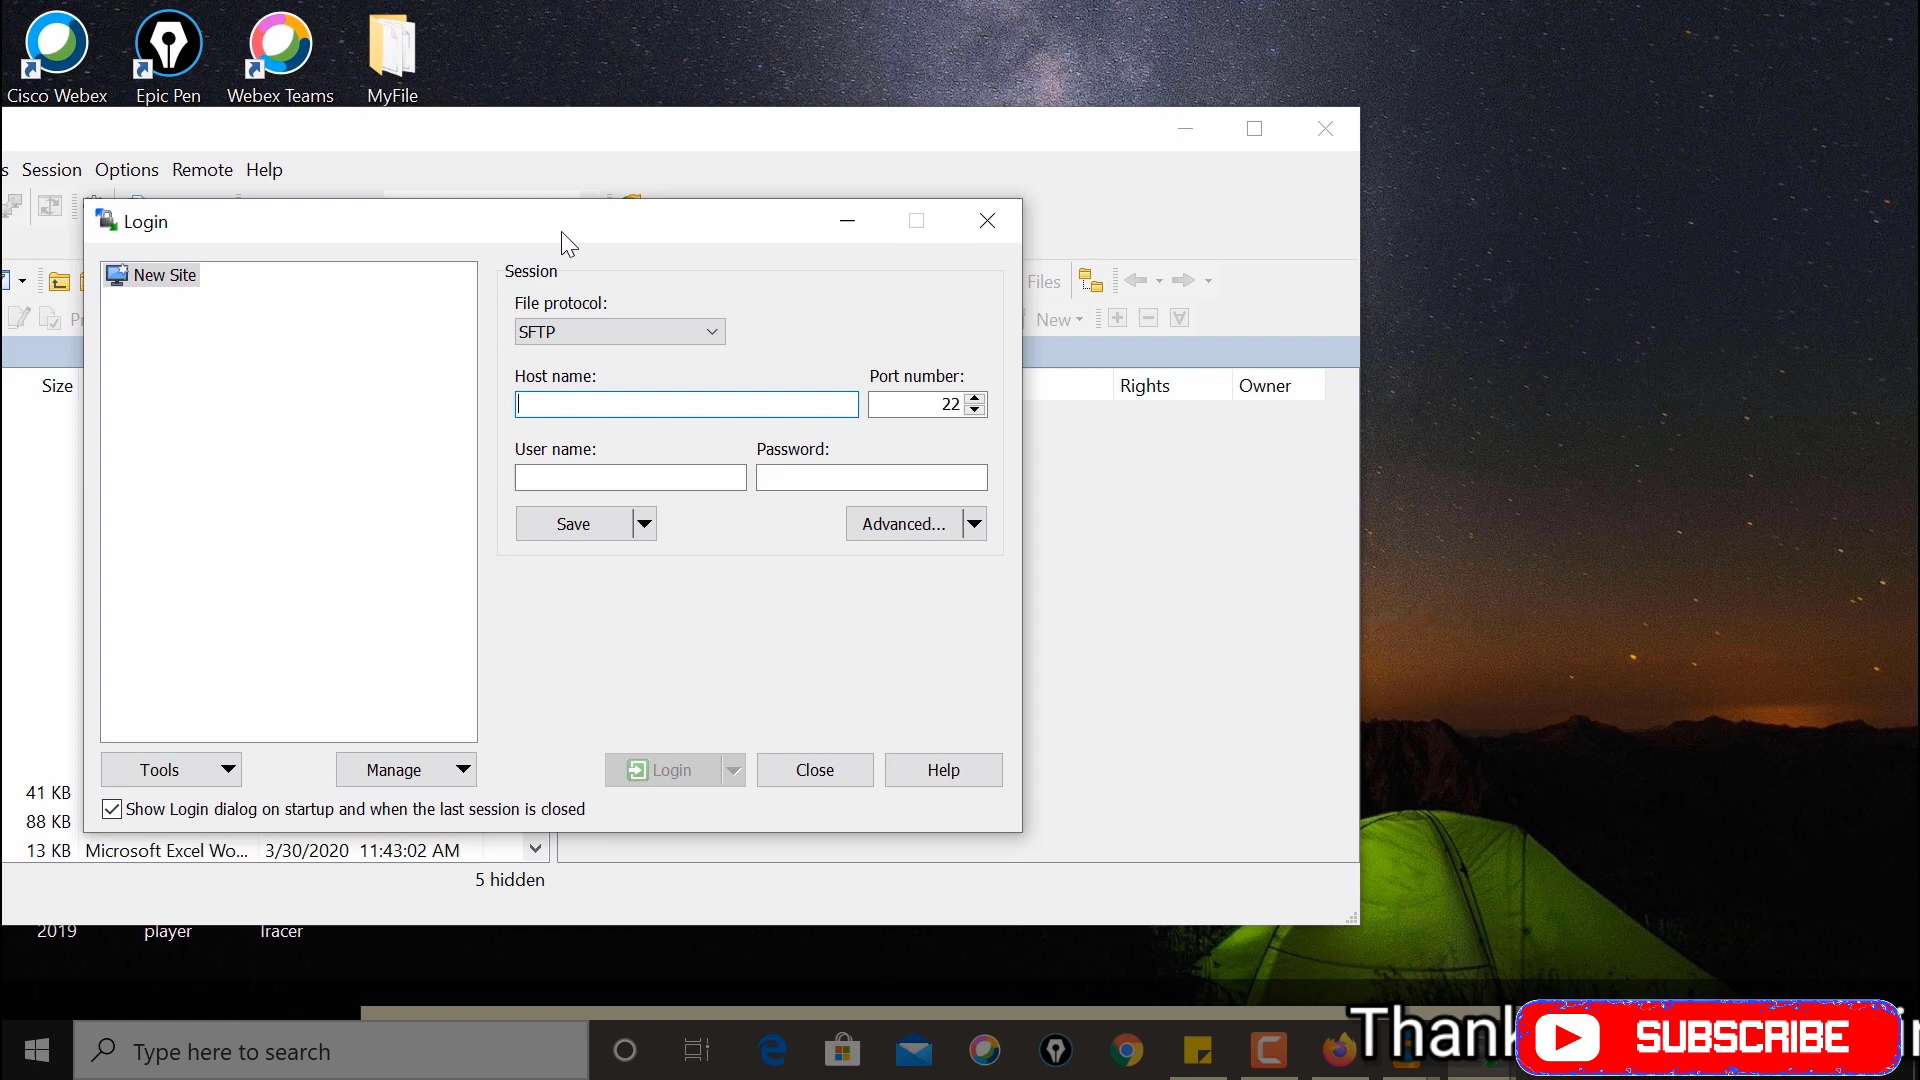 Cisco Webex
Epic Pen
Webex Teams
MyFile
s Session Options Remote Help
Login
New Site
Session
File protocol:
SFTP
Host name:
Port number:
22
User name:
Password:
Save
Advanced...
Tools
Manage
Login
Close
Help
Show Login dialog on startup and when the last session is closed
Files
New
Size
Rights
Owner
41 KB
88 KB
13 KB Microsoft Excel Wo... 3/30/2020 11:43:02 AM
5 hidden
2019
player
Tracer
Type here to search
Thank
SUBSCRIBE